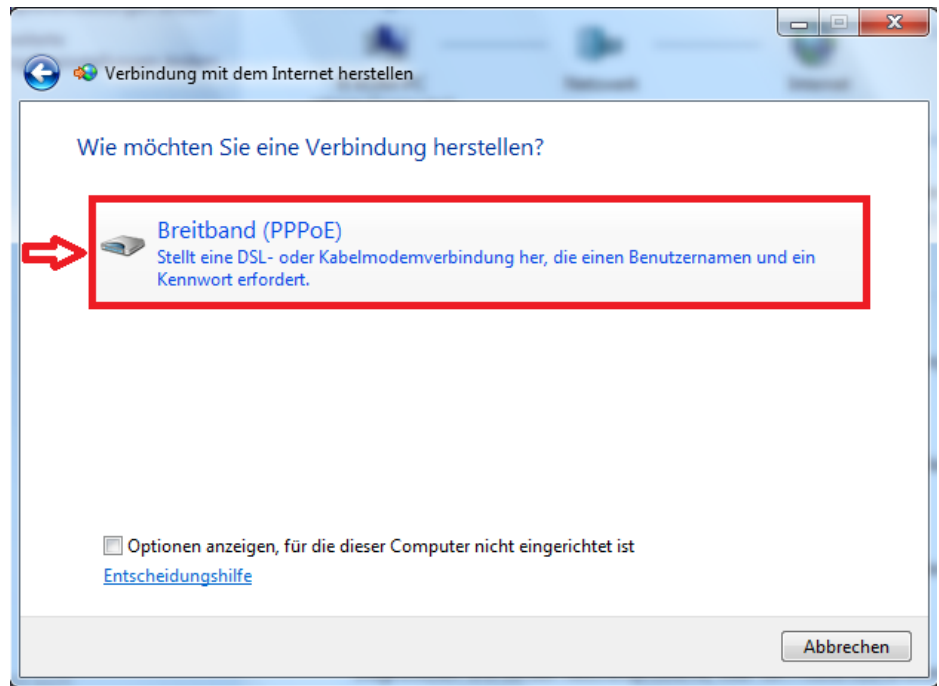 Verbindung mit dem Internet herstellen
Wie möchten Sie eine Verbindung herstellen?
Breitband (PPPoE)
Stellt eine DSL- oder Kabelmodemverbindung her, die einen Benutzernamen und ein
Kennwort erfordert.
Optionen anzeigen, für die dieser Computer nicht eingerichtet ist
Entscheidungshilfe
Abbrechen